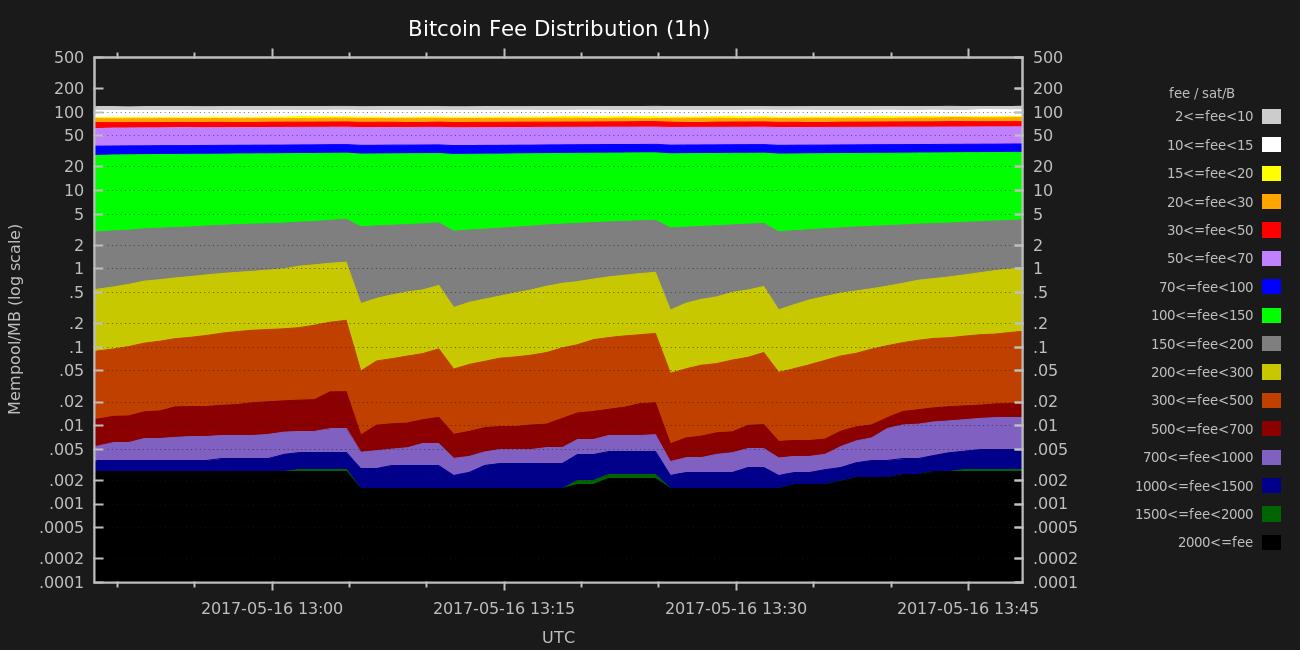 Bitcoin Fee Distribution (1h)
500
200
100
50
20
10
5
2
1
.5
.2
.1
.05
.02
.01
.005
.002
.001
.0005
.0002
.0001
Mempool/MB (log scale)
500
200
100
50
20
10
5
2
1
.5
.2
.1
.05
.02
.01
.005
.002
.001
.0005
.0002
.0001
fee / sat/B
2<=fee<10
10<=fee<15
15<=fee<20
20<=fee<30
30<=fee<50
50<=fee<70
70<=fee<100
100<=fee<150
150<=fee<200
200<=fee<300
300<=fee<500
500<=fee<700
700<=fee<1000
1000<=fee<1500
1500<=fee<2000
2000<=fee
2017-05-16 13:00 2017-05-16 13:15 2017-05-16 13:30 2017-05-16 13:45
UTC